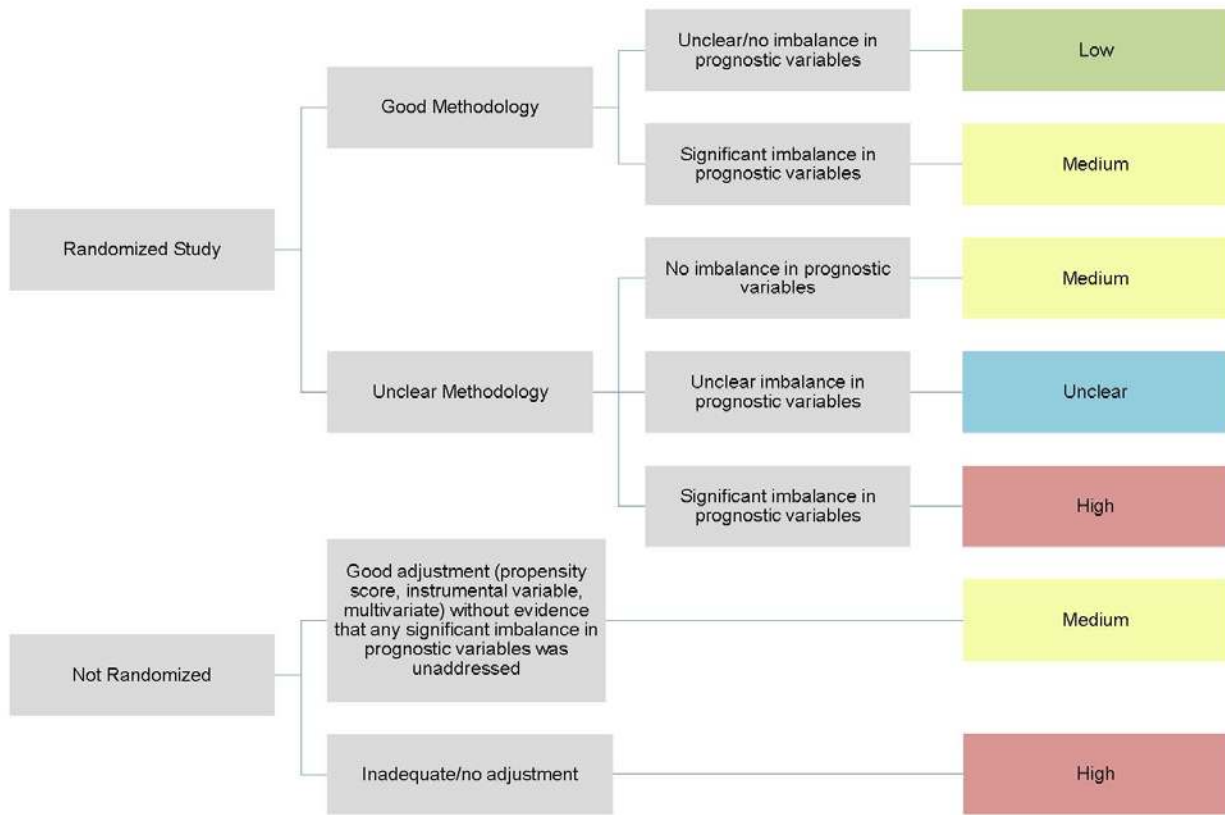 Randomized Study
Good Methodology
Unclear/no imbalance in
prognostic variables
Low
Significant imbalance in
prognostic variables
Medium
Unclear Methodology
No imbalance in prognostic
variables
Medium
Unclear imbalance in
prognostic variables
Unclear
Significant imbalance in
prognostic variables
High
Not Randomized
Good adjustment (propensity
score, instrumental variable,
multivariate) without evidence
that any significant imbalance in
prognostic variables was
unaddressed
Medium
Inadequate/no adjustment
High